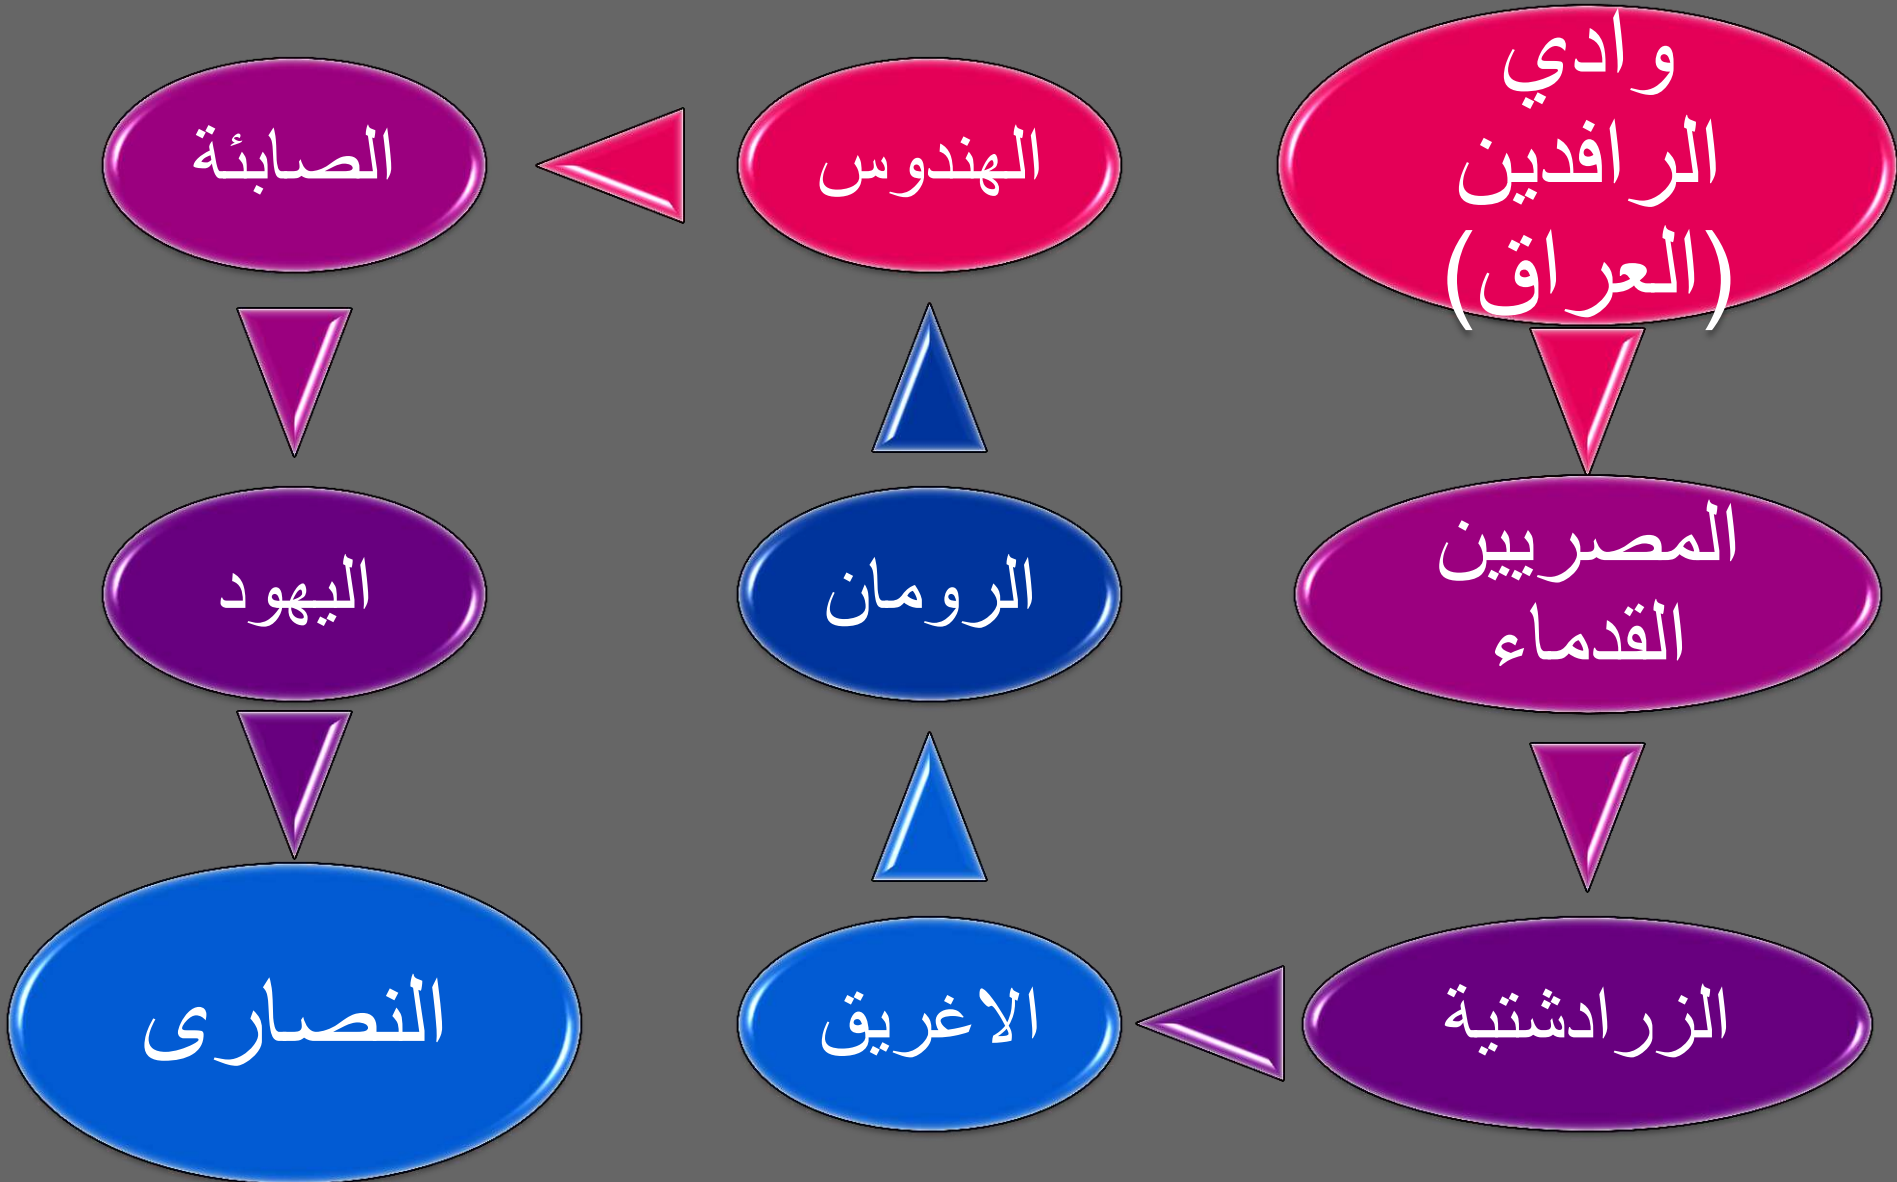 وادي
الرافدين
(العراق)
المصريين
القدماء
الزرادشتية
الاغريق
الرومان
الهندوس
الصابئة
اليهود
النصارى